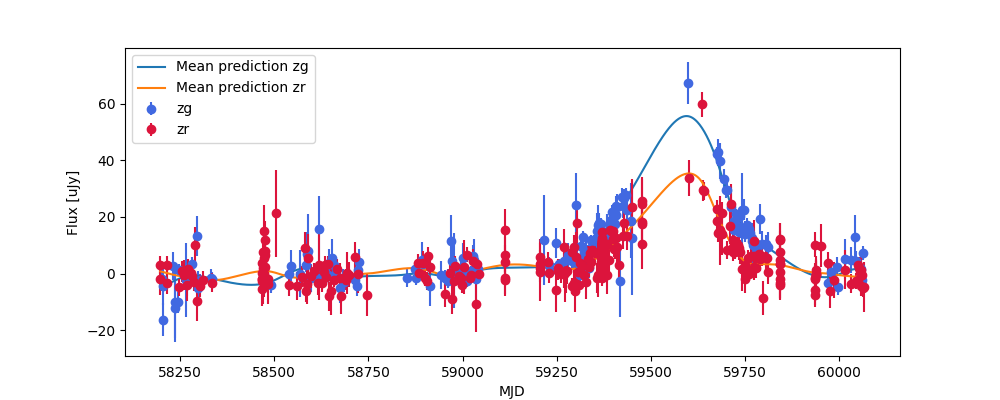 Mean prediction zg
Mean prediction zr
zg
zr
Flux [uJy]
60
40
20
0
−20
58250 58500 58750 59000 59250 59500 59750 60000
MJD